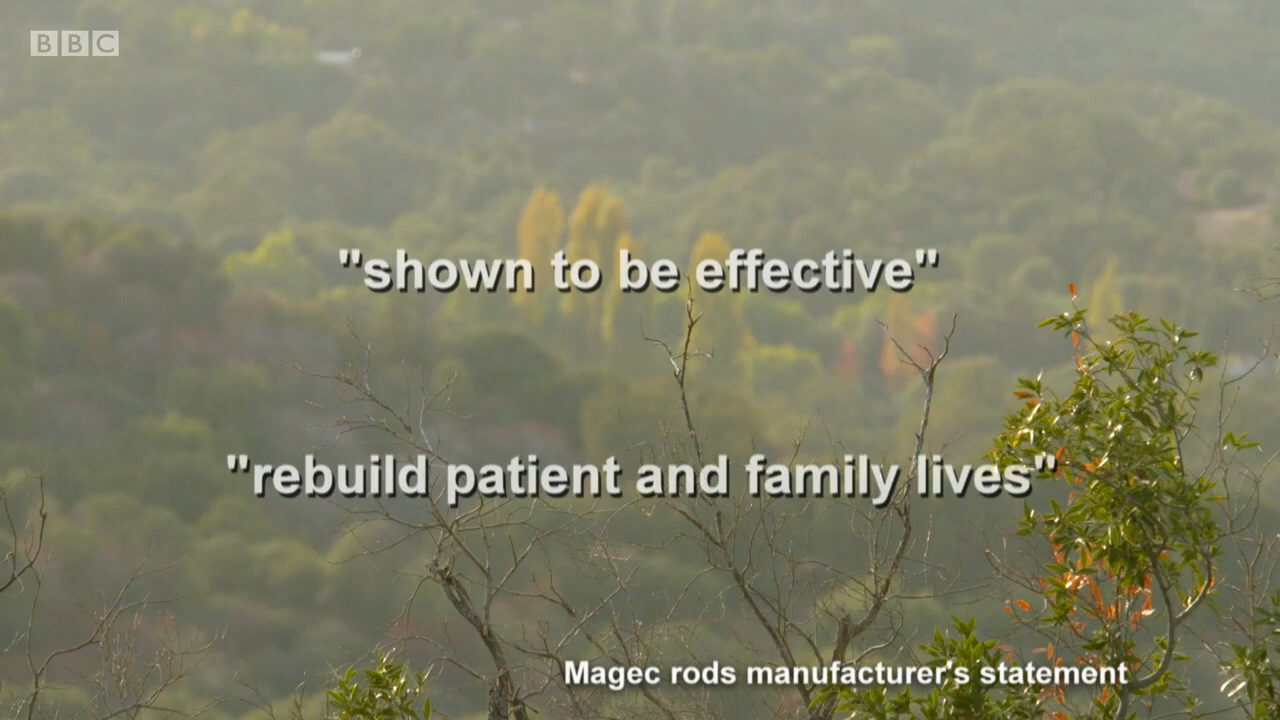 BBC
"shown to be effective"
"rebuild patient and family lives"
Magec rods manufacturer's statement